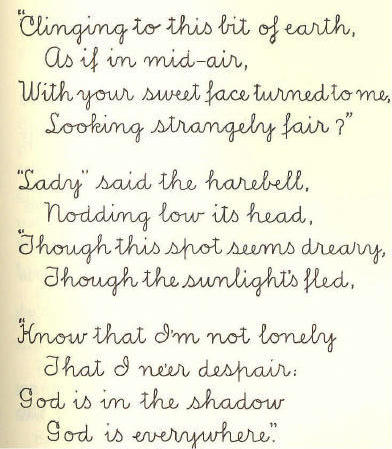 "Clinging to this bit of earth,
As if in mid-air,
With your sweet face turned to me,
Looking strangely fair?"
"Lady" said the harebell,
Nodding low its head,
"Though this spot seems dreary,
Though the sunlight's fled,
"Know that I'm not lonely
That I ne'er despair:
God is in the shadow
God is everywhere."